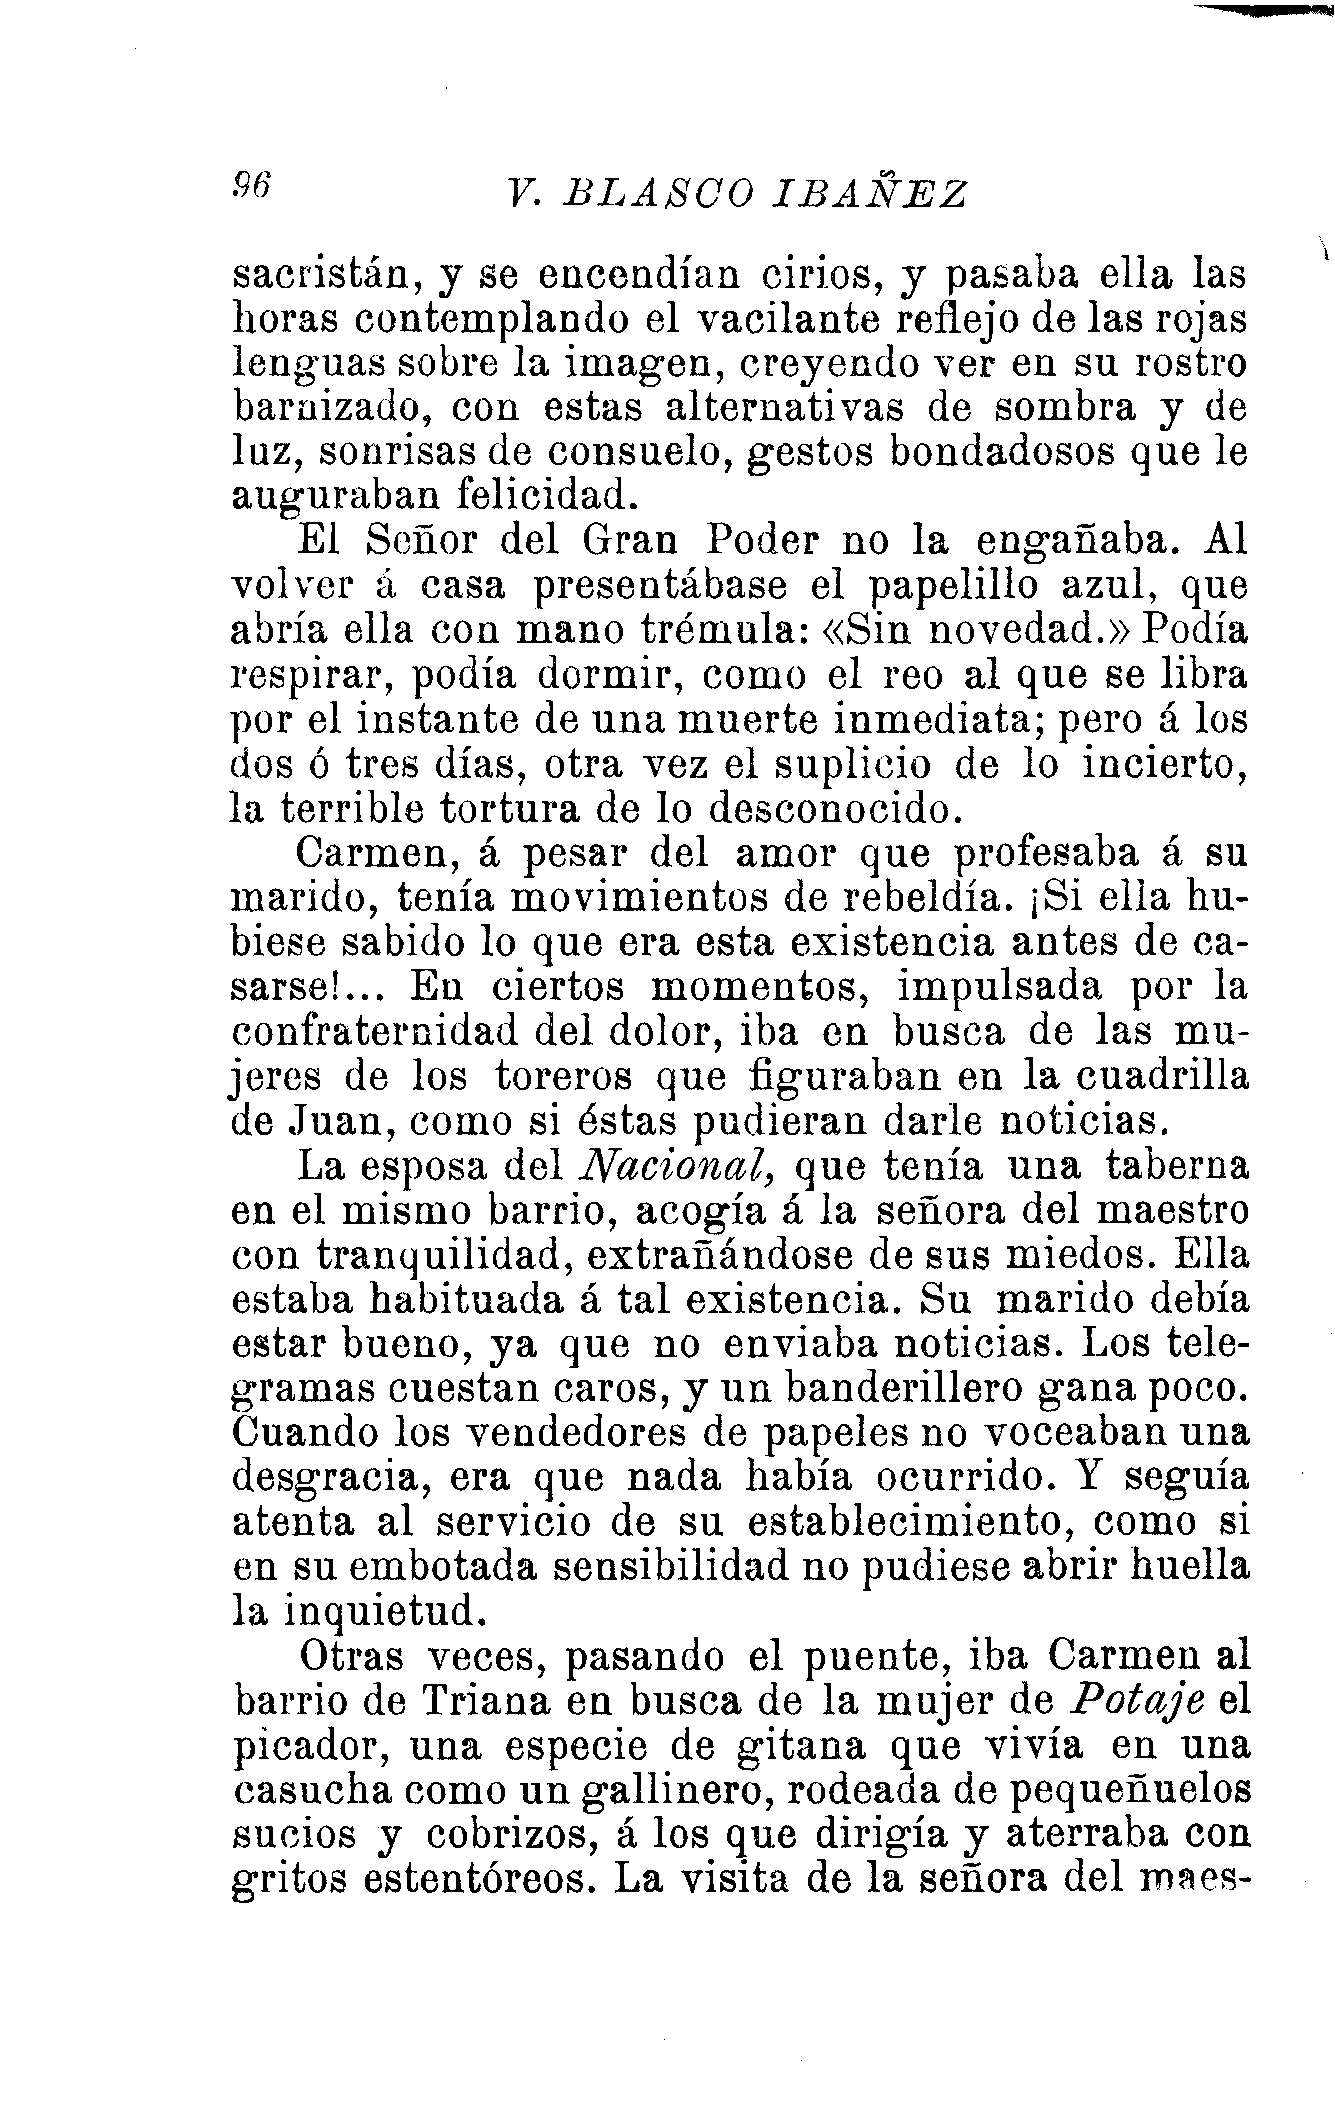 96
V. BLASCO IBAÑEZ
sacristán, y se encendían cirios, y pasaba ella las
horas contemplando el vacilante reflejo de las rojas
lenguas sobre la imagen, creyendo ver en su rostro
barnizado, con estas alternativas de sombra y de
luz, sonrisas de consuelo, gestos bondadosos que le
auguraban felicidad.
El Señor del Gran Poder no la engañaba. Al
volver á casa presentábase el papelillo azul, que
abría ella con mano trémula: «Sin novedad.» Podía
respirar, podía dormir, como el reo al que se libra
por el instante de una muerte inmediata; pero á los
dos ó tres días, otra vez el suplicio de lo incierto,
la terrible tortura de lo desconocido.
Carmen, á pesar del amor que profesaba á su
marido, tenía movimientos de rebeldía. ¡Si ella hu-
biese sabido lo que era esta existencia antes de ca-
sarse!... En ciertos momentos, impulsada por la
confraternidad del dolor, iba en busca de las mu-
jeres de los toreros que figuraban en la cuadrilla
de Juan, como si éstas pudieran darle noticias.
La esposa del Nacional, que tenía una taberna
en el mismo barrio, acogía á la señora del maestro
con tranquilidad, extrañándose de sus miedos. Ella
estaba habituada á tal existencia. Su marido debía
estar bueno, ya que no enviaba noticias. Los tele-
gramas cuestan caros, y un banderillero gana poco.
Cuando los vendedores de papeles no voceaban una
desgracia, era que nada había ocurrido. Y seguía
atenta al servicio de su establecimiento, como si
en su embotada sensibilidad no pudiese abrir huella
la inquietud.
Otras veces, pasando el puente, iba Carmen al
barrio de Triana en busca de la mujer de Potaje el
picador, una especie de gitana que vivía en una
casucha como un gallinero, rodeada de pequeñuelos
sucios y cobrizos, á los que dirigía y aterraba con
gritos estentóreos. La visita de la señora del maes-